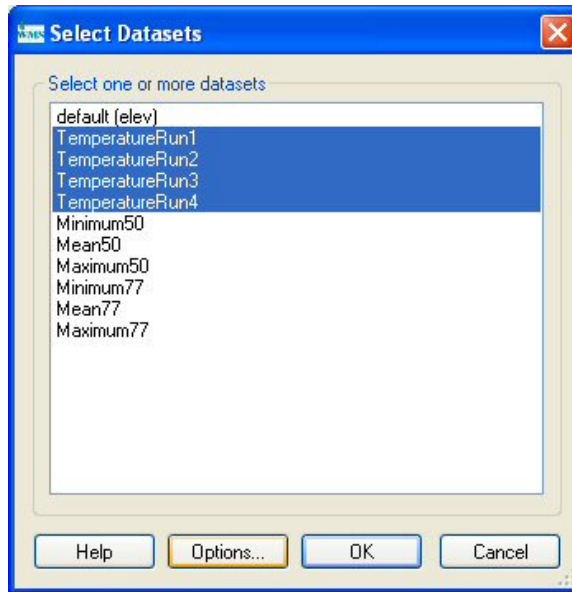 WMS Select Datasets
Select one or more datasets
default (elev)
TemperatureRun1
TemperatureRun2
TemperatureRun3
TemperatureRun4
Minimum50
Mean50
Maximum50
Minimum77
Mean77
Maximum77
Help Options... OK Cancel